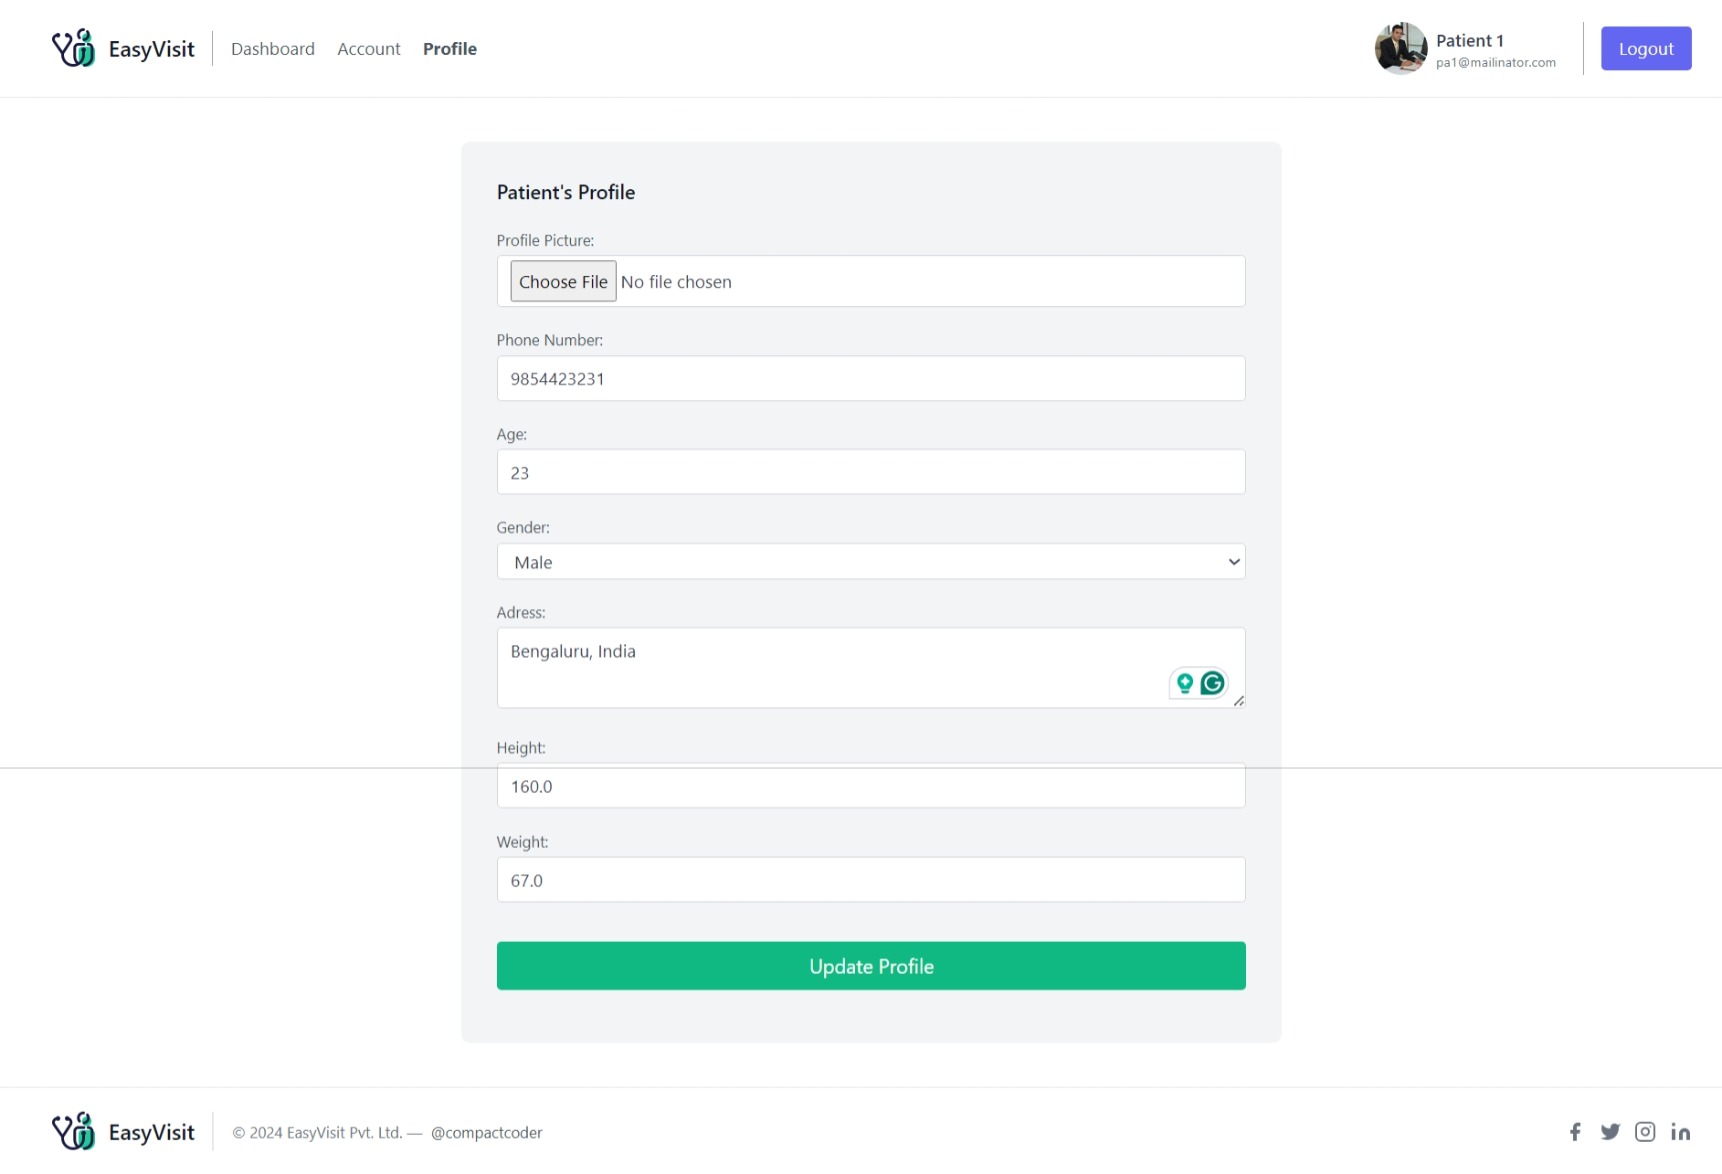 EasyVisit Dashboard Account Profile Patient 1 Logout
pa1@mailinator.com
Patient's Profile
Profile Picture:
Choose File No file chosen
Phone Number:
9854423231
Age:
23
Gender:
Male
Adress:
Bengaluru, India
Height:
160.0
Weight:
67.0
Update Profile
EasyVisit © 2024 EasyVisit Pvt. Ltd. — @compactcoder